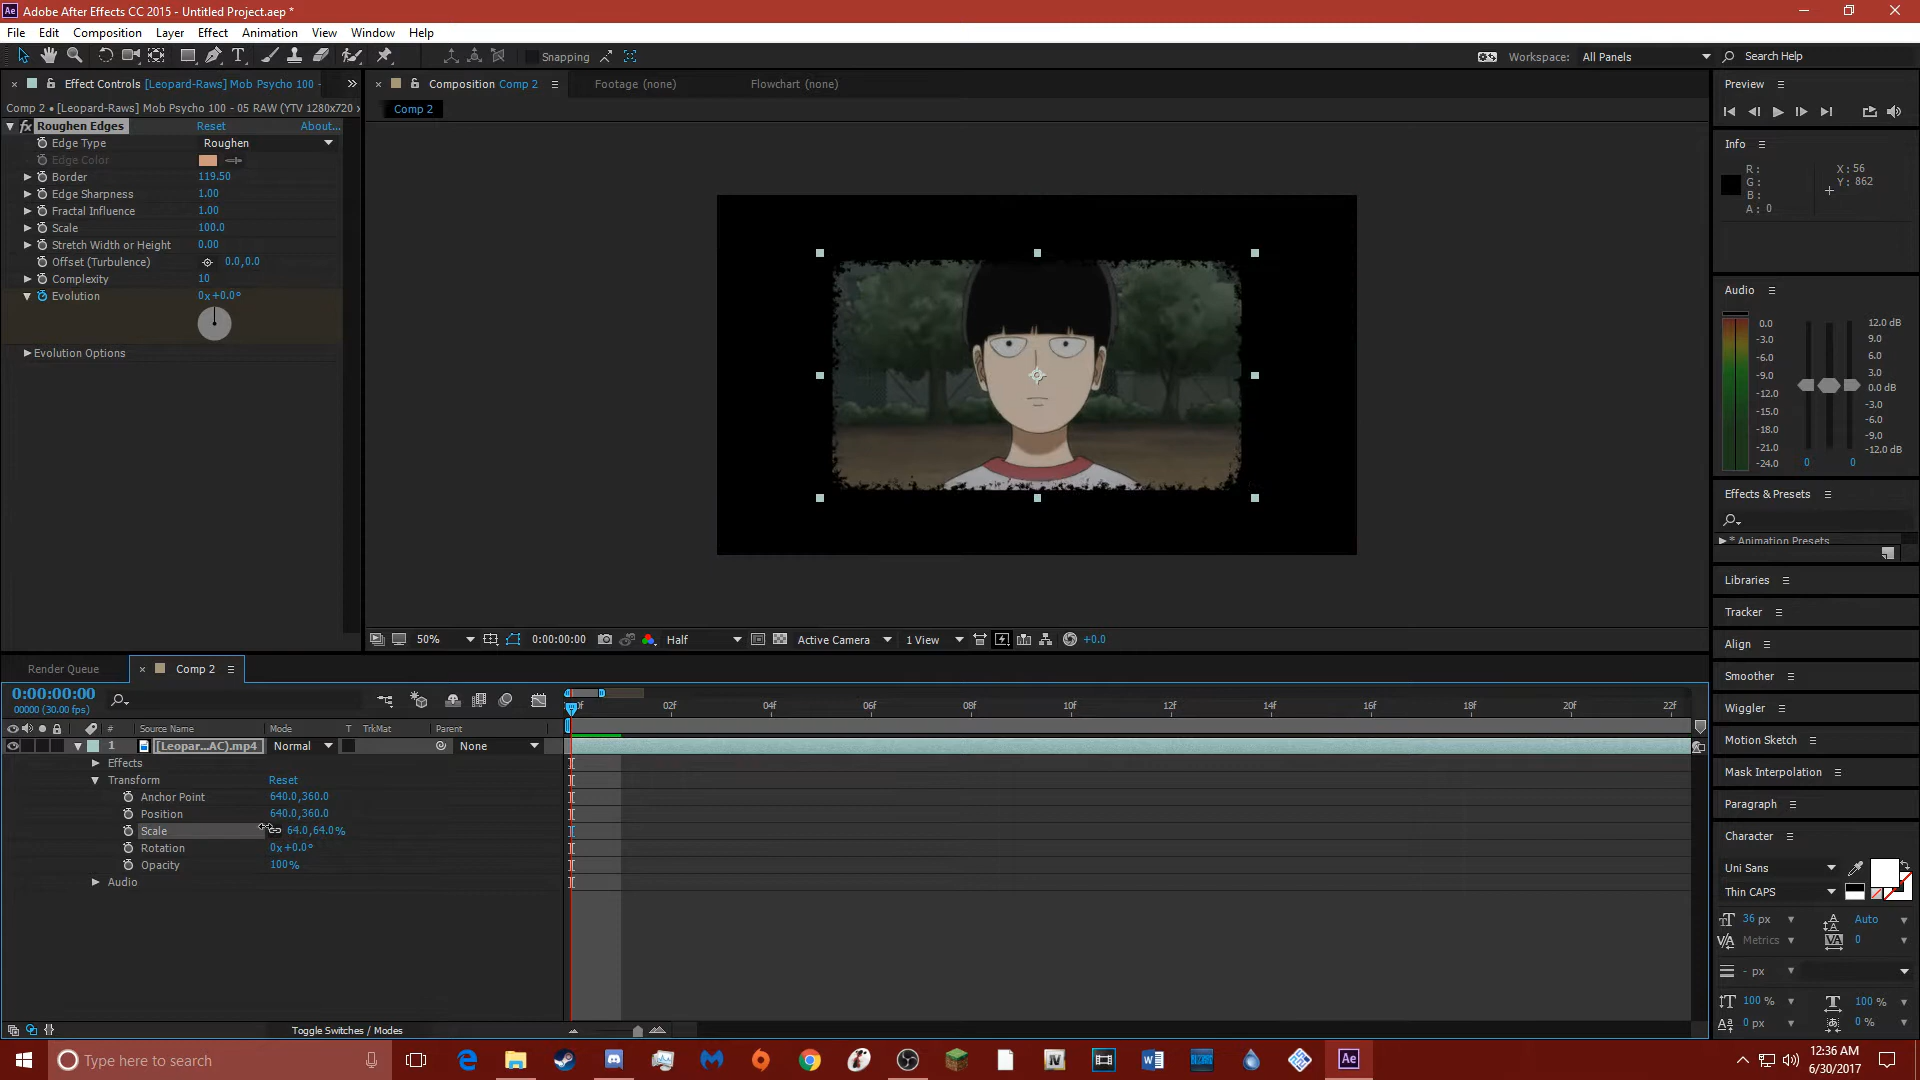 Adobe After Effects CC 2015 - Untitled Project.aep *
File Edit Composition Layer Effect Animation View Window Help
Snapping
Workspace: All Panels
Search Help
Effect Controls [Leopard-Raws] Mob Psycho 100 -
Comp 2 • [Leopard-Raws] Mob Psycho 100 - 05 RAW (YTV 1280x720
fx Roughen Edges Reset About...
Edge Type Roughen
Edge Color
Border 119.50
Edge Sharpness 1.00
Fractal Influence 1.00
Scale 100.0
Stretch Width or Height 0.00
Offset (Turbulence) 0.0,0.0
Complexity 10
Evolution 0x+0.0°
Evolution Options
Composition Comp 2
Footage (none)
Flowchart (none)
Comp 2
50% 0:00:00:00 Half Active Camera 1 View +0.0
Preview
Info
R: X: 56
G: Y: 862
B:
A: 0
Audio
0.0 12.0 dB
-3.0 9.0
-6.0 6.0
-9.0 3.0
-12.0 0.0 dB
-15.0 -3.0
-18.0 -6.0
-21.0 -9.0
-24.0 -12.0 dB
0 0
Effects & Presets
* Animation Presets
Libraries
Tracker
Align
Smoother
Wiggler
Motion Sketch
Mask Interpolation
Paragraph
Character
Uni Sans
Thin CAPS
36 px Auto
Metrics 0
- px
100 % 100 %
0 px 0 %
Render Queue
Comp 2
0:00:00:00
00000 (30.00 fps)
02f 04f 06f 08f 10f 12f 14f 16f 18f 20f 22f
# Source Name Mode T TrkMat Parent
1 [Leopar...AC).mp4 Normal None
Effects
Transform Reset
Anchor Point 640.0,360.0
Position 640.0,360.0
Scale 64.0,64.0%
Rotation 0x+0.0°
Opacity 100%
Audio
Toggle Switches / Modes
Type here to search
Ae
12:36 AM
6/30/2017